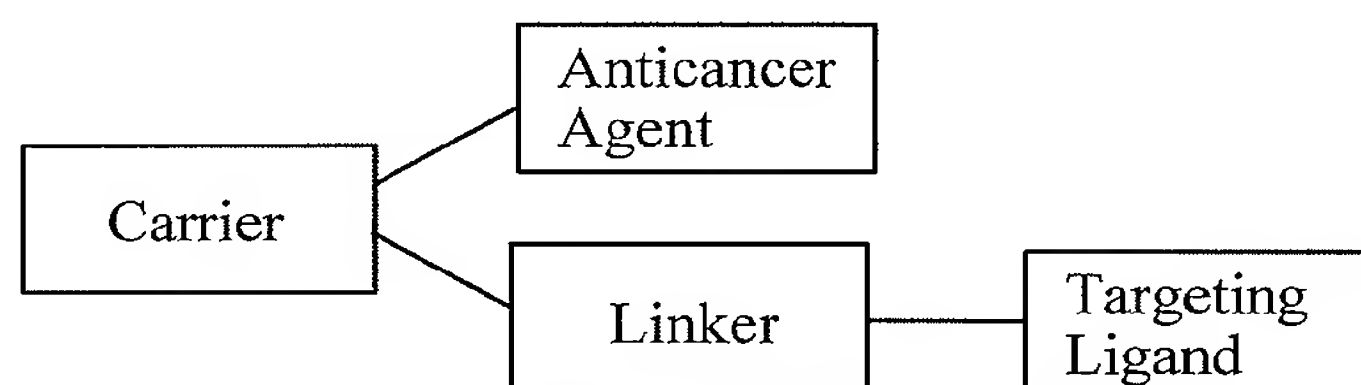 Anticancer
Agent
Carrier
Linker
Targeting
Ligand